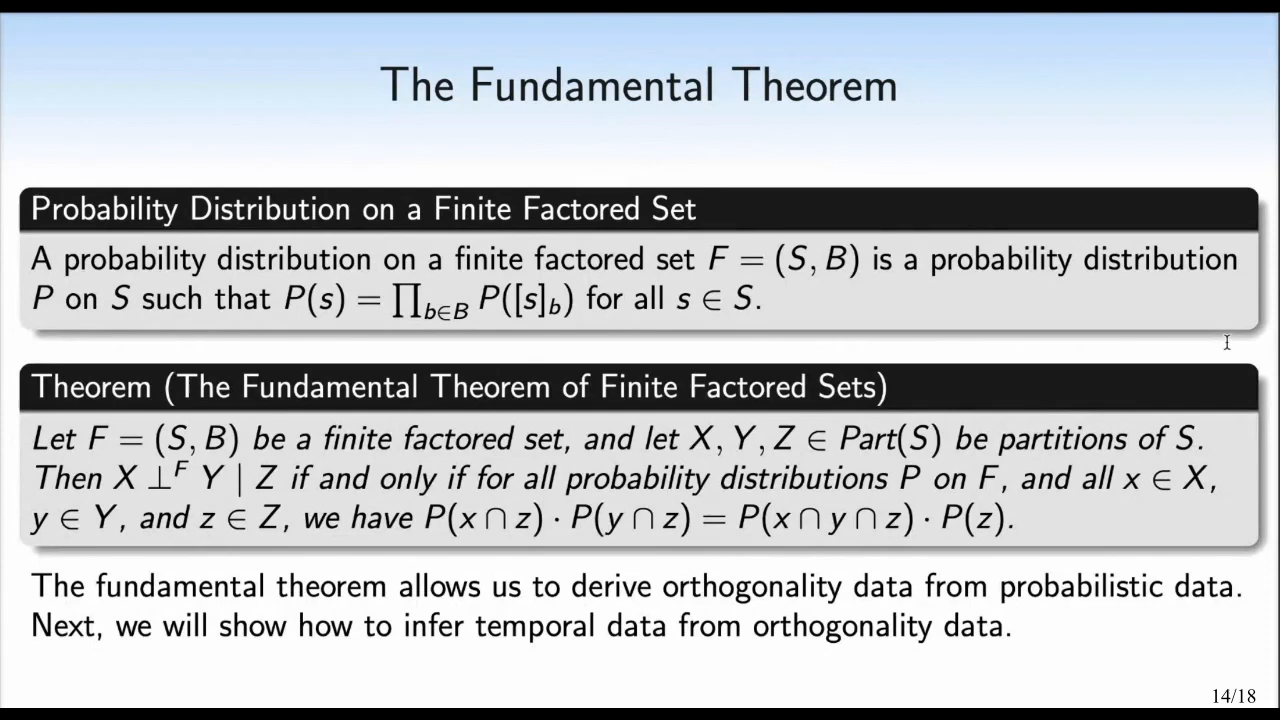 The Fundamental Theorem
Probability Distribution on a Finite Factored Set
A probability distribution on a finite factored set F = (S, B) is a probability distribution
P on S such that P(s) = ∏_{b∈B} P([s]_b) for all s ∈ S.
Theorem (The Fundamental Theorem of Finite Factored Sets)
Let F = (S, B) be a finite factored set, and let X, Y, Z ∈ Part(S) be partitions of S.
Then X ⊥^F Y | Z if and only if for all probability distributions P on F, and all x ∈ X,
y ∈ Y, and z ∈ Z, we have P(x ∩ z) · P(y ∩ z) = P(x ∩ y ∩ z) · P(z).
The fundamental theorem allows us to derive orthogonality data from probabilistic data.
Next, we will show how to infer temporal data from orthogonality data.
14/18